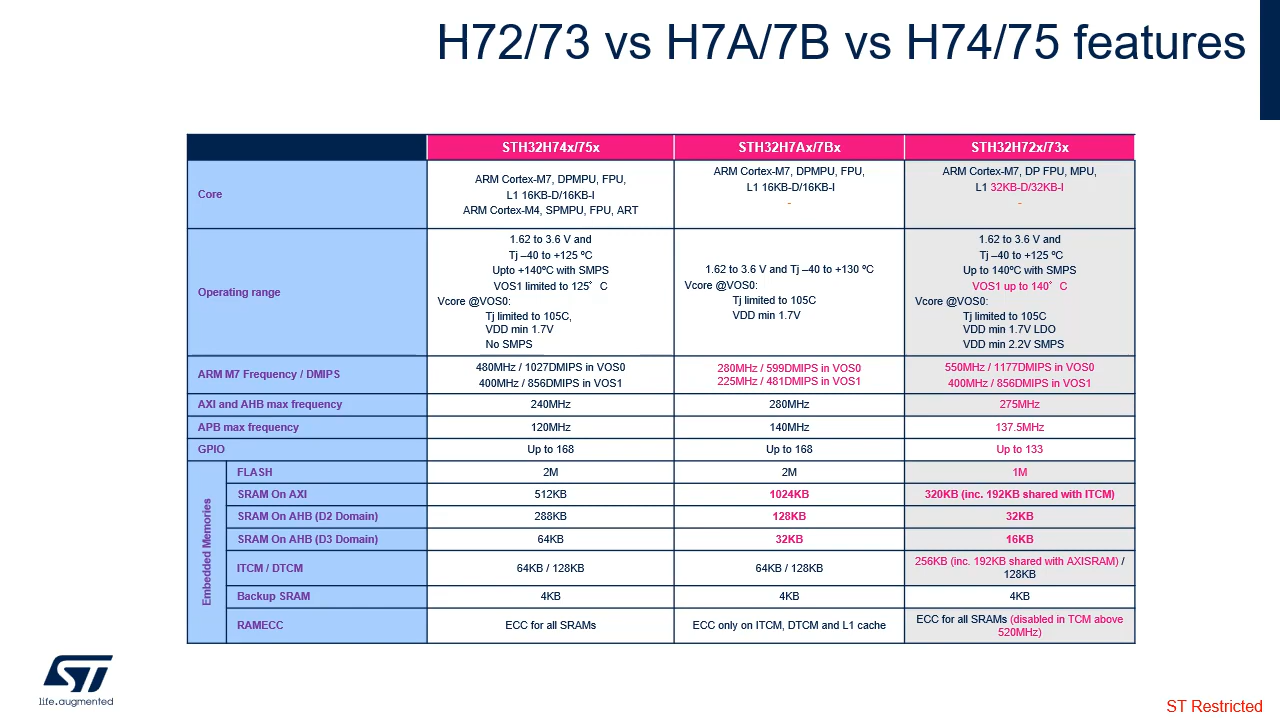 H72/73 vs H7A/7B vs H74/75 features
STH32H74x/75x
STH32H7Ax/7Bx
STH32H72x/73x
Core
ARM Cortex-M7, DPMPU, FPU,
L1 16KB-D/16KB-I
ARM Cortex-M4, SPMPU, FPU, ART
ARM Cortex-M7, DPMPU, FPU,
L1 16KB-D/16KB-I
-
ARM Cortex-M7, DP FPU, MPU,
L1 32KB-D/32KB-I
-
Operating range
1.62 to 3.6 V and
Tj –40 to +125 ºC
Upto +140ºC with SMPS
VOS1 limited to 125°C
Vcore @VOS0:
Tj limited to 105C,
VDD min 1.7V
No SMPS
1.62 to 3.6 V and Tj –40 to +130 ºC
Vcore @VOS0:
Tj limited to 105C
VDD min 1.7V
1.62 to 3.6 V and
Tj –40 to +125 ºC
Up to 140ºC with SMPS
VOS1 up to 140°C
Vcore @VOS0:
Tj limited to 105C
VDD min 1.7V LDO
VDD min 2.2V SMPS
ARM M7 Frequency / DMIPS
480MHz / 1027DMIPS in VOS0
400MHz / 856DMIPS in VOS1
280MHz / 599DMIPS in VOS0
225MHz / 481DMIPS in VOS1
550MHz / 1177DMIPS in VOS0
400MHz / 856DMIPS in VOS1
AXI and AHB max frequency
240MHz
280MHz
275MHz
APB max frequency
120MHz
140MHz
137.5MHz
GPIO
Up to 168
Up to 168
Up to 133
Embedded Memories
FLASH
2M
2M
1M
SRAM On AXI
512KB
1024KB
320KB (inc. 192KB shared with ITCM)
SRAM On AHB (D2 Domain)
288KB
128KB
32KB
SRAM On AHB (D3 Domain)
64KB
32KB
16KB
ITCM / DTCM
64KB / 128KB
64KB / 128KB
256KB (inc. 192KB shared with AXISRAM) /
128KB
Backup SRAM
4KB
4KB
4KB
RAMECC
ECC for all SRAMs
ECC only on ITCM, DTCM and L1 cache
ECC for all SRAMs (disabled in TCM above
520MHz)
ST
life.augmented
ST Restricted